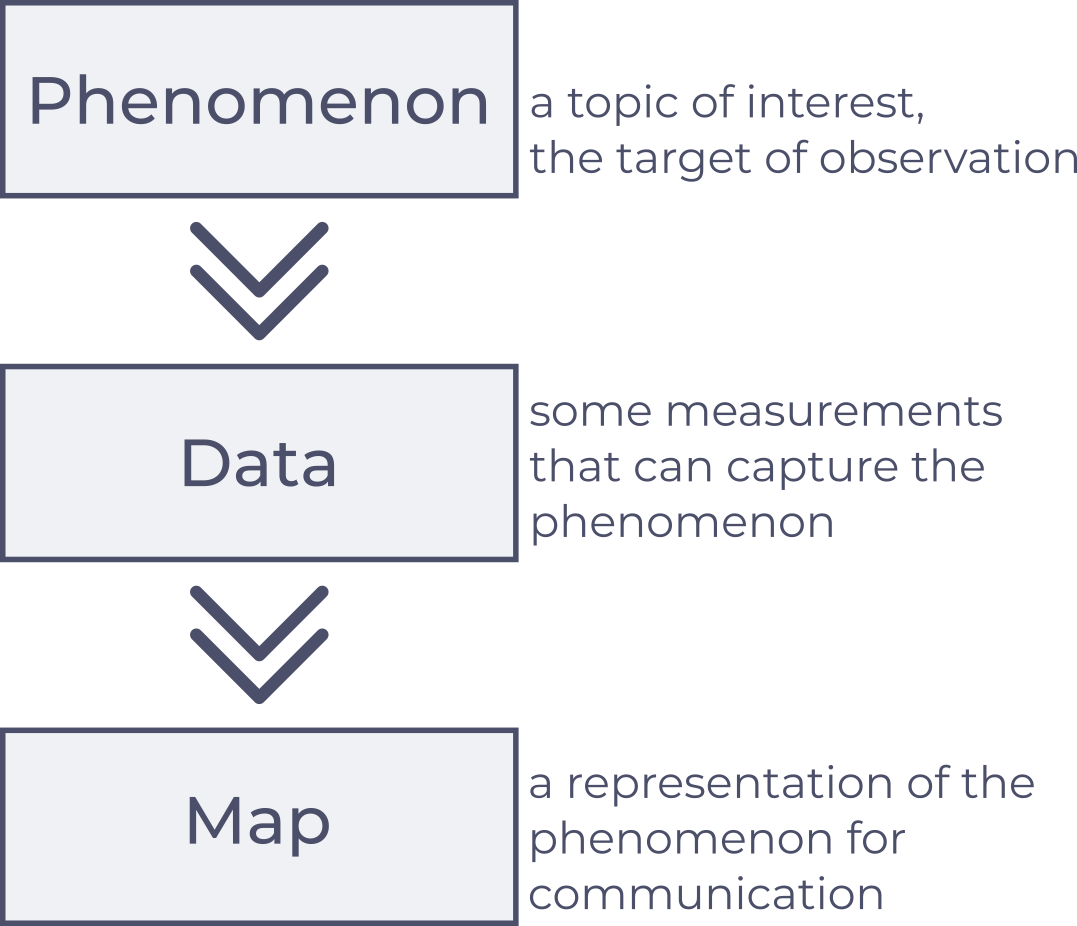 Phenomenon
a topic of interest,
the target of observation
Data
some measurements
that can capture the
phenomenon
Map
a representation of the
phenomenon for
communication